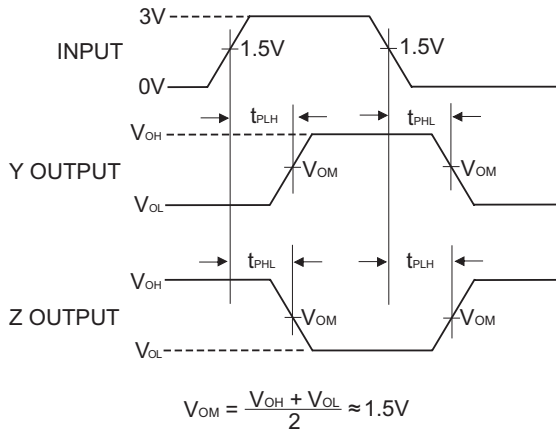 3V
INPUT
1.5V
1.5V
0V
tPLH
tPHL
VOH
Y OUTPUT
VOM
VOM
VOL
tPHL
tPLH
VOH
Z OUTPUT
VOM
VOM
VOL
VOM = VOH + VOL / 2 ≈ 1.5V